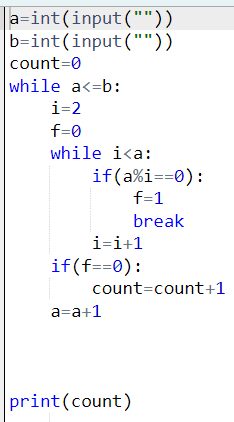 a=int(input(""))
b=int(input(""))
count=0
while a<=b:
    i=2
    f=0
    while i<a:
        if(a%i==0):
            f=1
            break
        i=i+1
    if(f==0):
        count=count+1
    a=a+1
print(count)